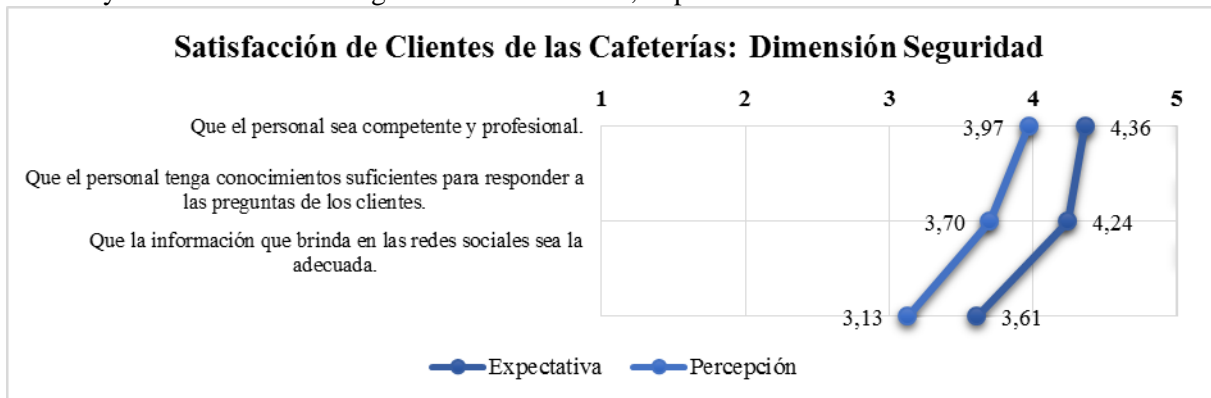 Satisfacción de Clientes de las Cafeterías: Dimensión Seguridad
1 2 3 4 5
Que el personal sea competente y profesional.
3,97 4,36
Que el personal tenga conocimientos suficientes para responder a
las preguntas de los clientes.
3,70 4,24
Que la información que brinda en las redes sociales sea la
adecuada.
3,13 3,61
Expectativa Percepción